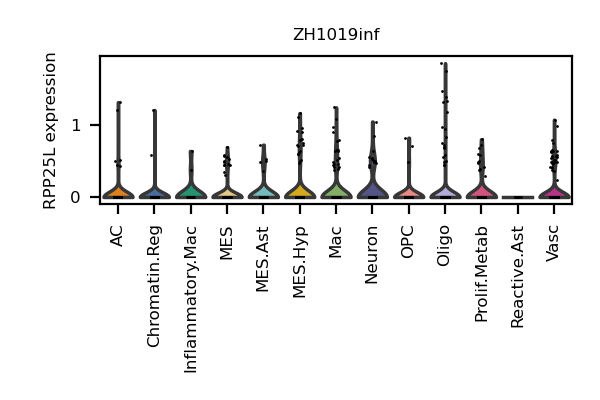 ZH1019inf
RPP25L expression
1
0
AC
Chromatin.Reg
Inflammatory.Mac
MES
MES.Ast
MES.Hyp
Mac
Neuron
OPC
Oligo
Prolif.Metab
Reactive.Ast
Vasc